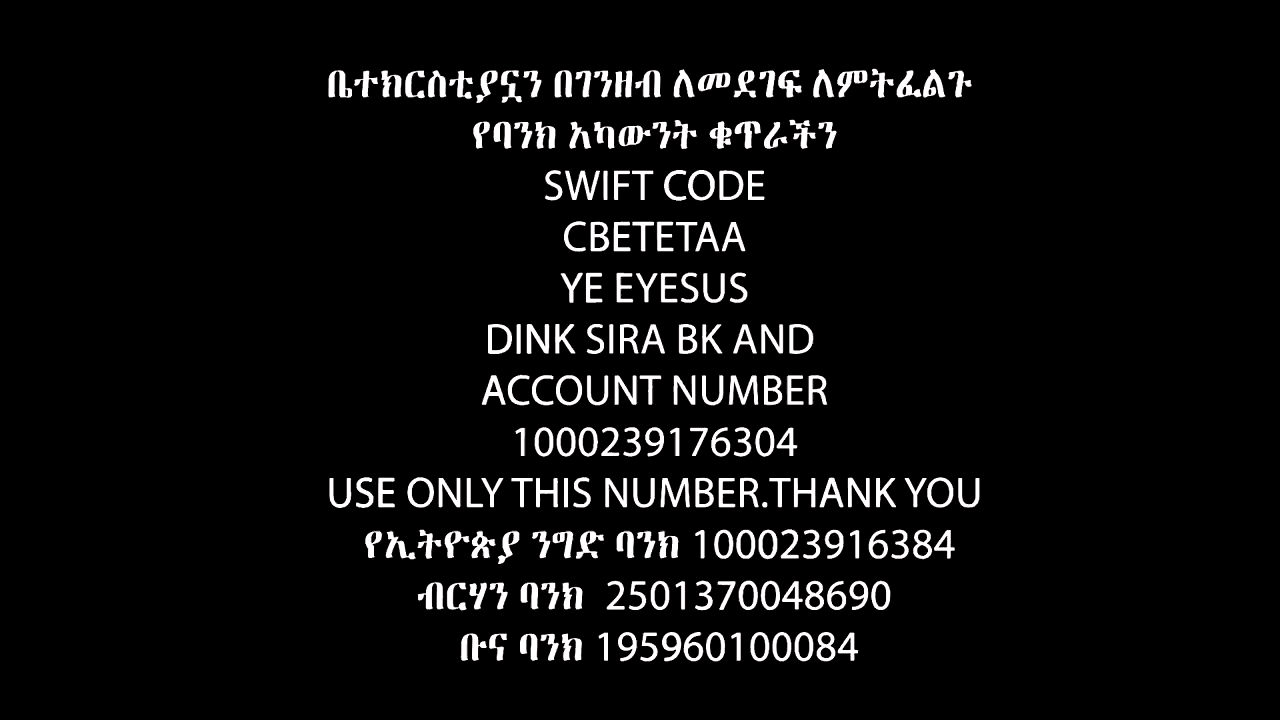 ቤተክርስቲያኗን በገንዘብ ለመደገፍ ለምትፈልጉ
የባንክ አካውንት ቁጥራችን
SWIFT CODE
CBETETAA
YE EYESUS
DINK SIRA BK AND
ACCOUNT NUMBER
1000239176304
USE ONLY THIS NUMBER.THANK YOU
የኢትዮጵያ ንግድ ባንክ 100023916384
ብርሃን ባንክ 2501370048690
ቡና ባንክ 195960100084